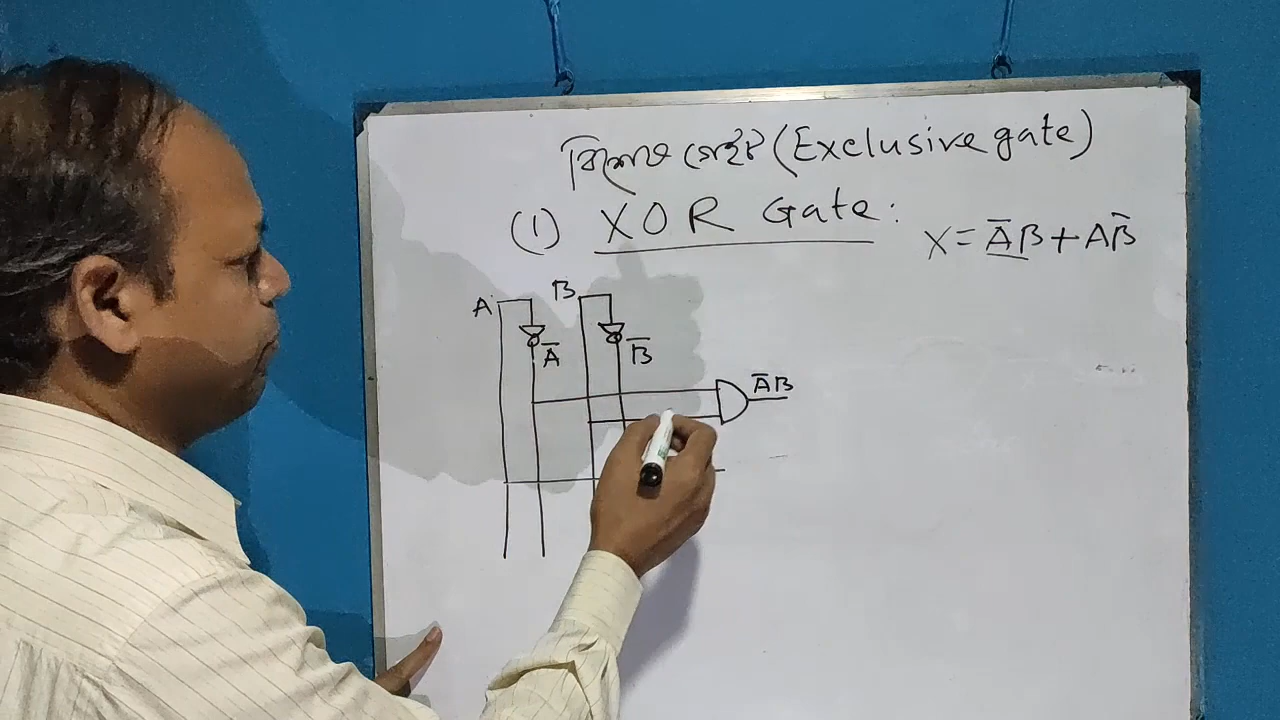 বিশেষ গেইট (Exclusive gate)
(1) XOR Gate:
X = A̅B + AB̅
A
B
A̅
B̅
A̅B